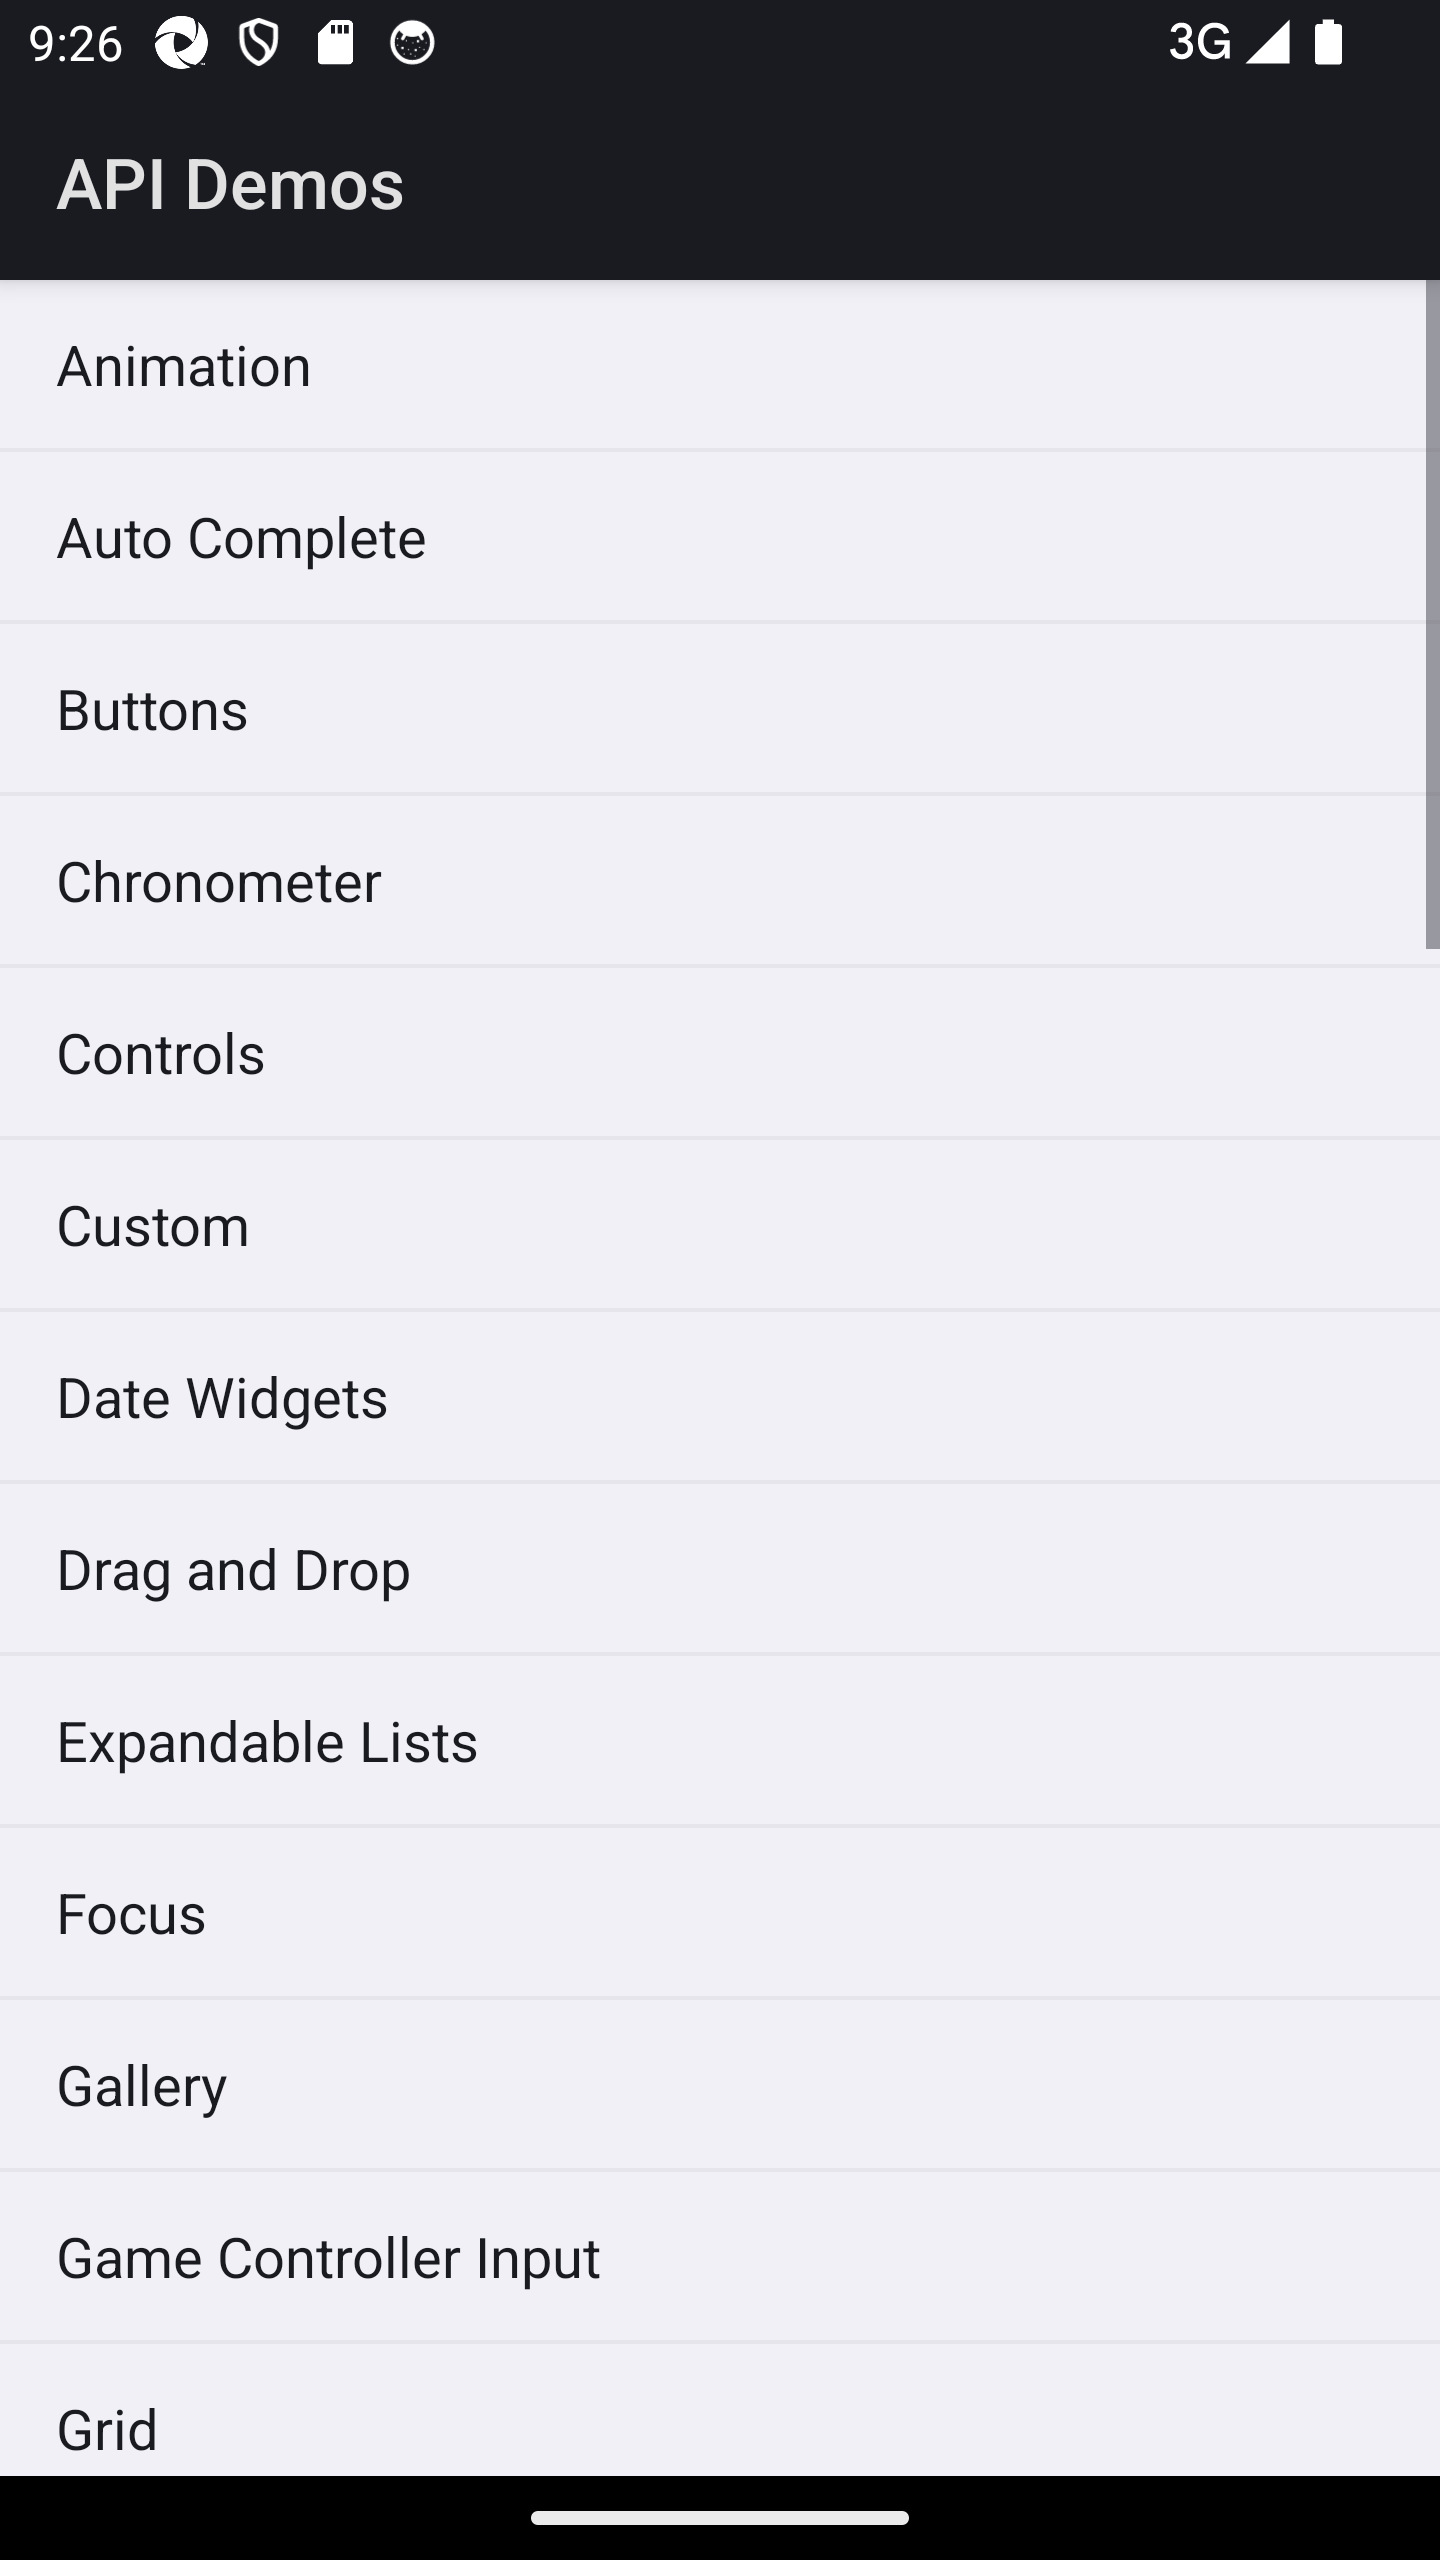 9:26
3G
API Demos
Animation
Auto Complete
Buttons
Chronometer
Controls
Custom
Date Widgets
Drag and Drop
Expandable Lists
Focus
Gallery
Game Controller Input
Grid